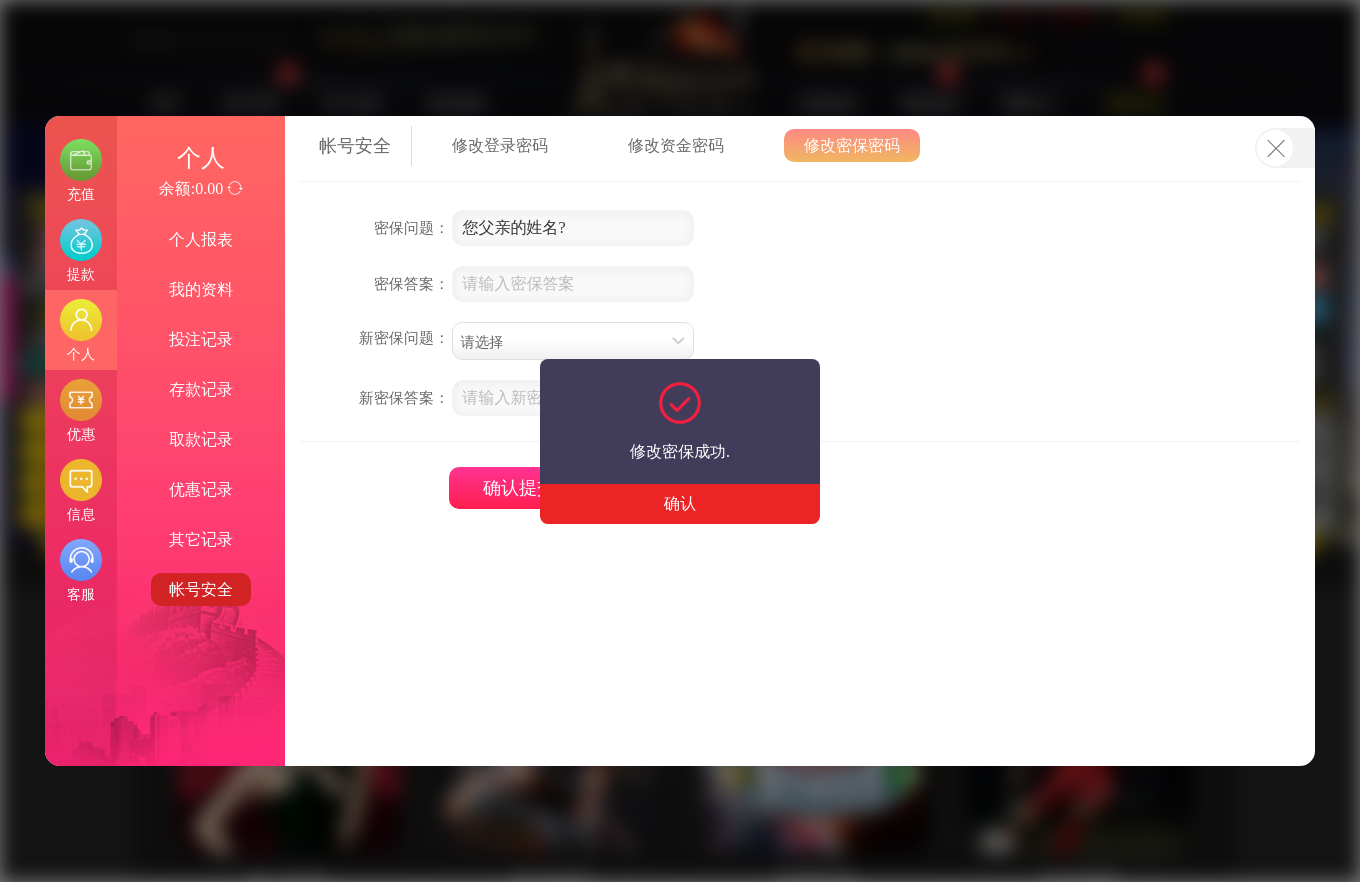 充值
提款
个人
优惠
信息
客服
个人
余额:0.00
个人报表
我的资料
投注记录
存款记录
取款记录
优惠记录
其它记录
帐号安全
帐号安全 修改登录密码 修改资金密码 修改密保密码
密保问题： 您父亲的姓名?
密保答案： 请输入密保答案
新密保问题： 请选择
新密保答案： 请输入新密
确认提
修改密保成功.
确认